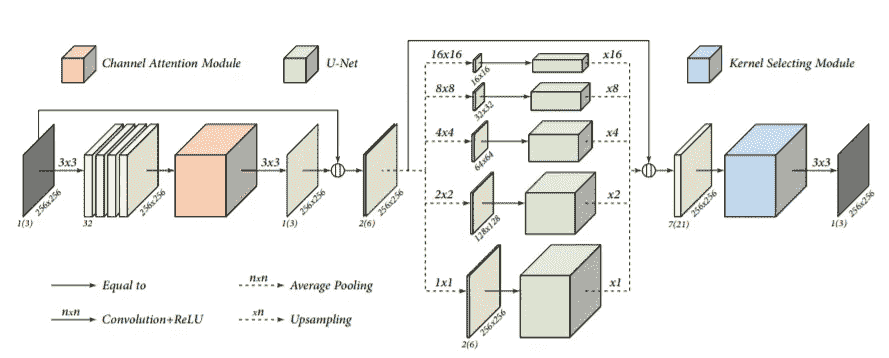 Channel Attention Module
U-Net
Kernel Selecting Module
3x3
1(3)
256x256
32
256x256
3x3
1(3)
256x256
2(6)
256x256
16x16
16x16
x16
8x8
32x32
x8
4x4
64x64
x4
2x2
128x128
x2
1x1
2(6)
256x256
x1
7(21)
256x256
3x3
1(3)
256x256
Equal to
nxn
Average Pooling
nxn
Convolution+ReLU
xn
Upsampling